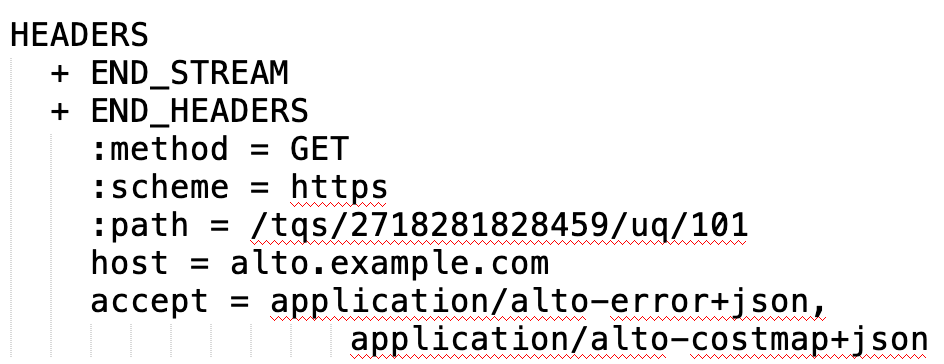 HEADERS
+ END_STREAM
+ END_HEADERS
:method = GET
:scheme = https
:path = /tqs/2718281828459/uq/101
host = alto.example.com
accept = application/alto-error+json,
application/alto-costmap+json